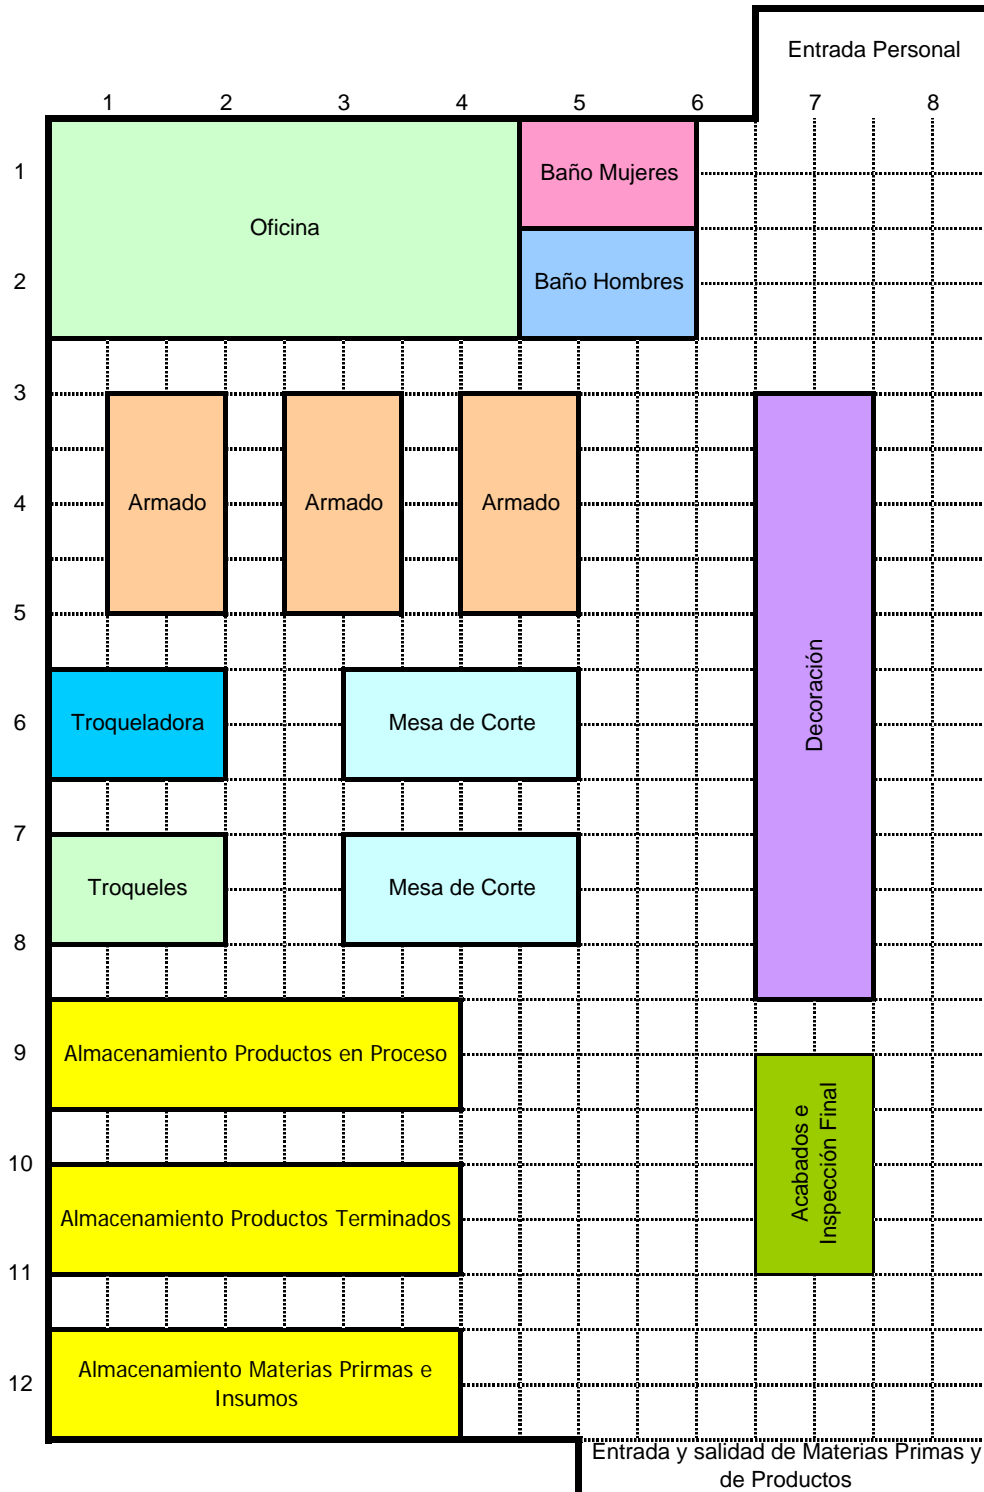 Entrada Personal
1 2 3 4 5 6 7 8
1
Baño Mujeres
Oficina
2
Baño Hombres
3
4
Armado
Armado
Armado
5
Decoración
6
Troqueladora
Mesa de Corte
7
Troqueles
Mesa de Corte
8
9
Almacenamiento Productos en Proceso
Acabados e
Inspección Final
10
Almacenamiento Productos Terminados
11
Almacenamiento Materias Prirmas e
Insumos
12
Entrada y salidad de Materias Primas y
de Productos